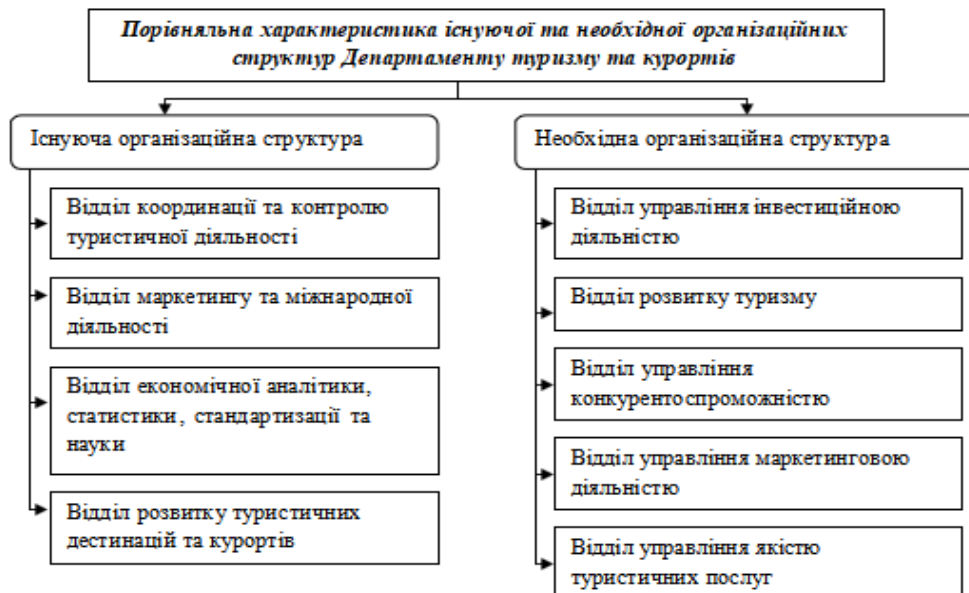 Порівняльна характеристика існуючої та необхідної організаційних
структур Департаменту туризму та курортів
Існуюча організаційна структура
Відділ координації та контролю
туристичної діяльності
Відділ маркетингу та міжнародної
діяльності
Відділ економічної аналітики,
статистики, стандартизації та
науки
Відділ розвитку туристичних
дестинацій та курортів
Необхідна організаційна структура
Відділ управління інвестиційною
діяльністю
Відділ розвитку туризму
Відділ управління
конкурентоспроможністю
Відділ управління маркетинговою
діяльністю
Відділ управління якістю
туристичних послуг